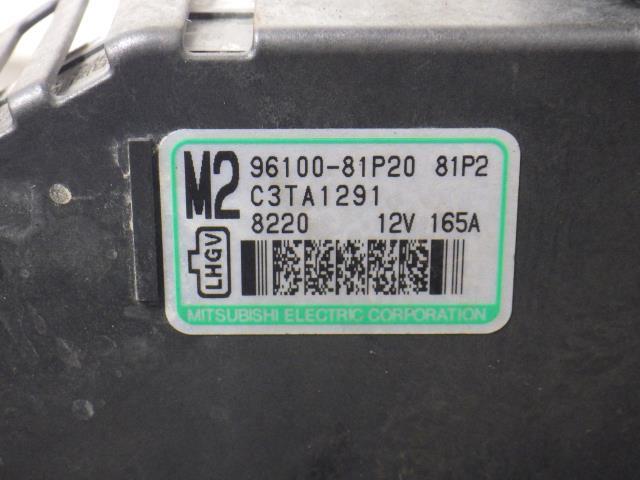 M2 96100-81P20 81P2
C3TA1291
8220 12V 165A
LHGV
MITSUBISHI ELECTRIC CORPORATION